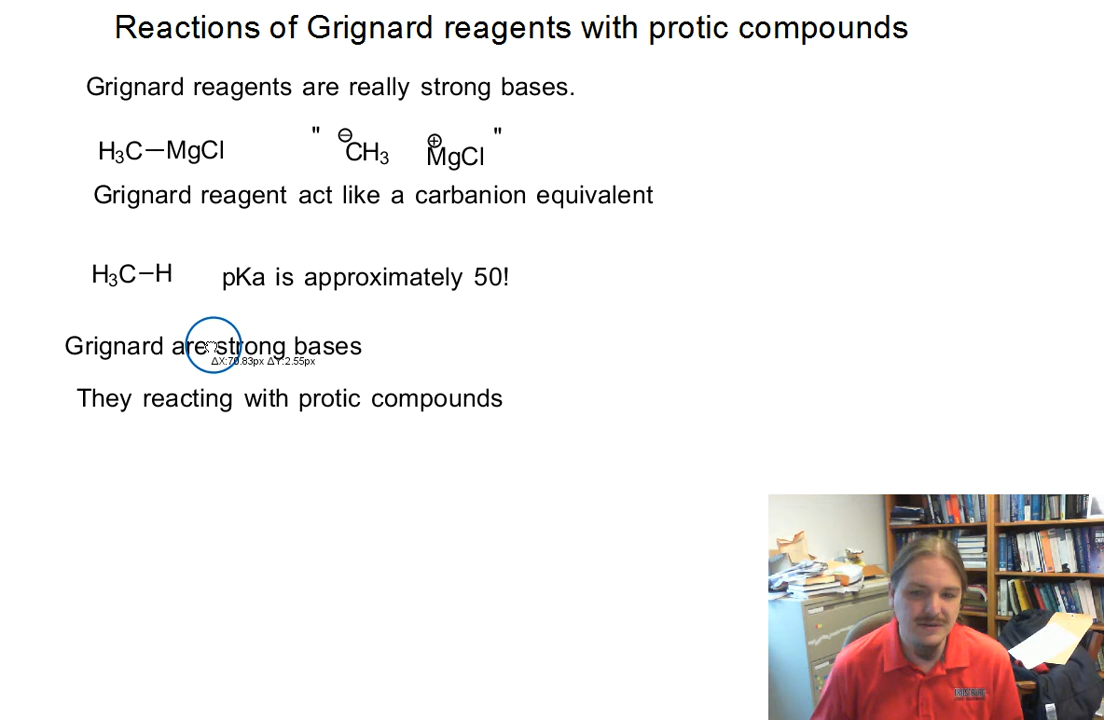 Reactions of Grignard reagents with protic compounds
Grignard reagents are really strong bases.
H₃C–MgCl " ⊖CH₃ ⊕MgCl "
Grignard reagent act like a carbanion equivalent
H₃C–H pKa is approximately 50!
Grignard are strong bases
ΔX:70.83px ΔY:2.55px
They reacting with protic compounds